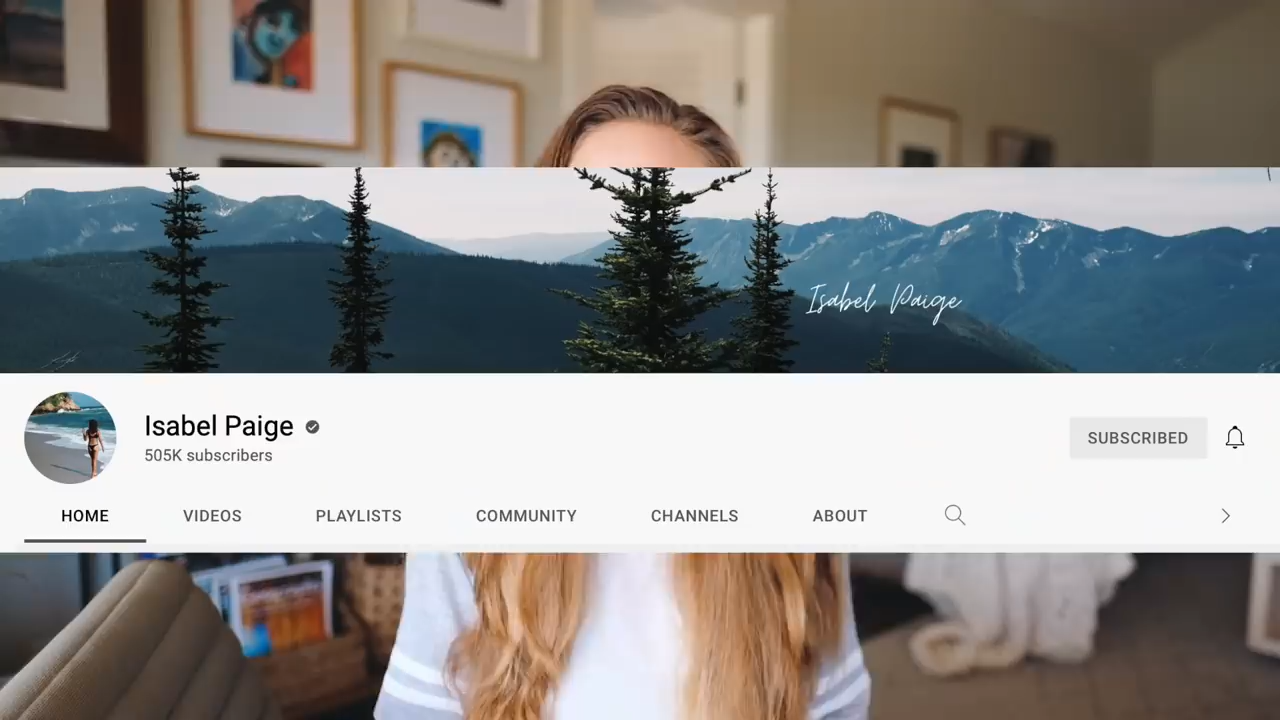 Isabel Paige
Isabel Paige
505K subscribers
SUBSCRIBED
HOME
VIDEOS
PLAYLISTS
COMMUNITY
CHANNELS
ABOUT